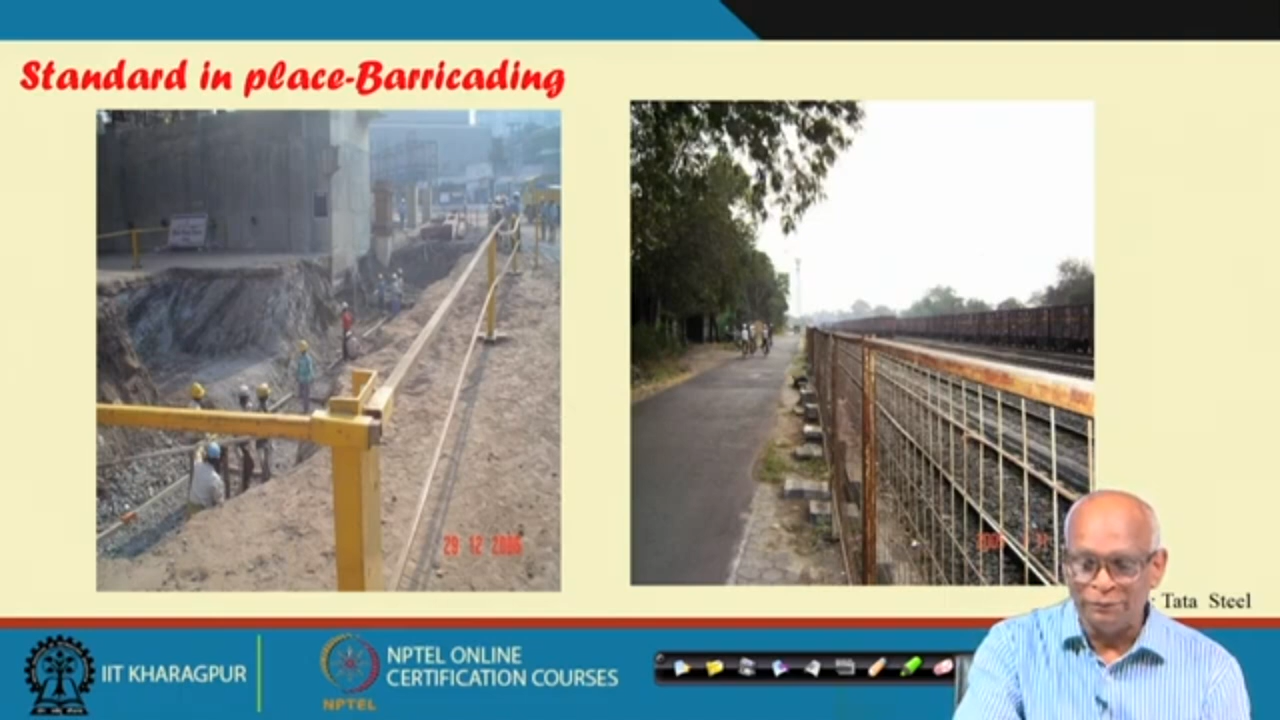 Standard in place-Barricading
29 12 2006
: Tata Steel
IIT KHARAGPUR
NPTEL
NPTEL ONLINE
CERTIFICATION COURSES